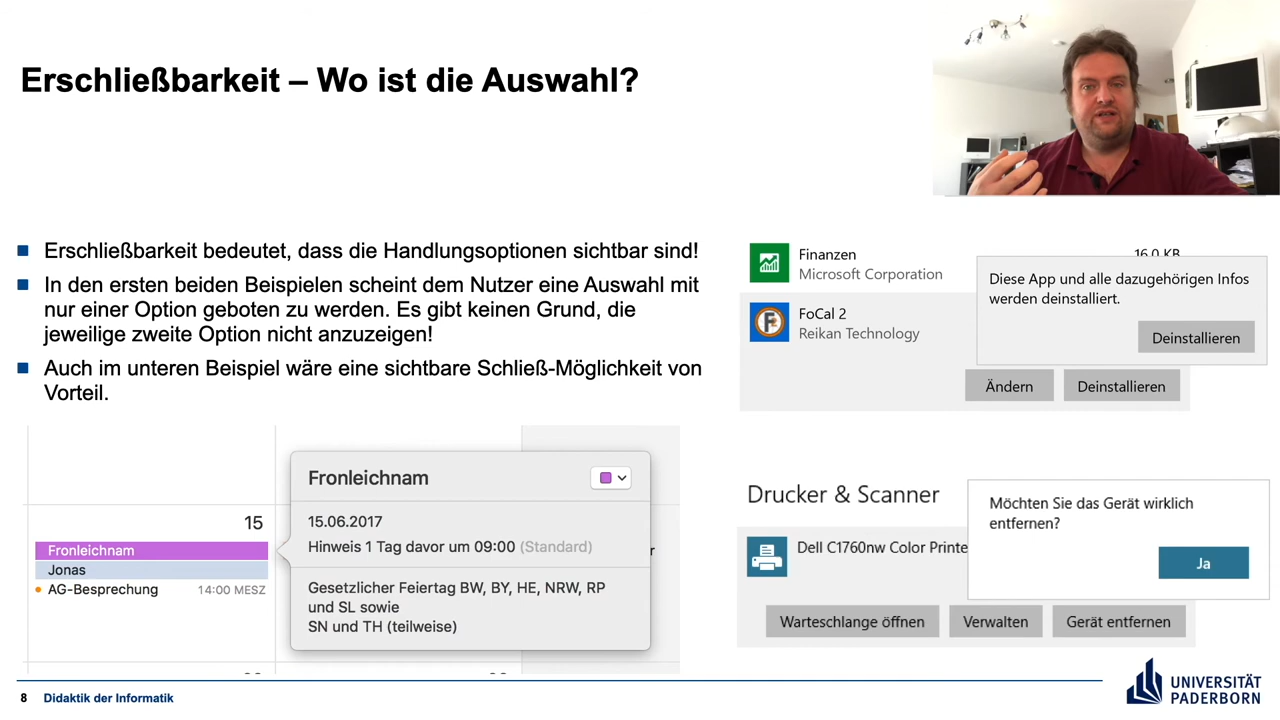 Erschließbarkeit – Wo ist die Auswahl?
Erschließbarkeit bedeutet, dass die Handlungsoptionen sichtbar sind!
In den ersten beiden Beispielen scheint dem Nutzer eine Auswahl mit
nur einer Option geboten zu werden. Es gibt keinen Grund, die
jeweilige zweite Option nicht anzuzeigen!
Auch im unteren Beispiel wäre eine sichtbare Schließ-Möglichkeit von
Vorteil.
Finanzen
Microsoft Corporation
16,0 KB
FoCal 2
Reikan Technology
Diese App und alle dazugehörigen Infos
werden deinstalliert.
Deinstallieren
Ändern
Deinstallieren
15
Fronleichnam
Jonas
AG-Besprechung
14:00 MESZ
Fronleichnam
15.06.2017
Hinweis 1 Tag davor um 09:00 (Standard)
Gesetzlicher Feiertag BW, BY, HE, NRW, RP
und SL sowie
SN und TH (teilweise)
Drucker & Scanner
Dell C1760nw Color Printe
Möchten Sie das Gerät wirklich
entfernen?
Ja
Warteschlange öffnen
Verwalten
Gerät entfernen
8
Didaktik der Informatik
UNIVERSITÄT
PADERBORN